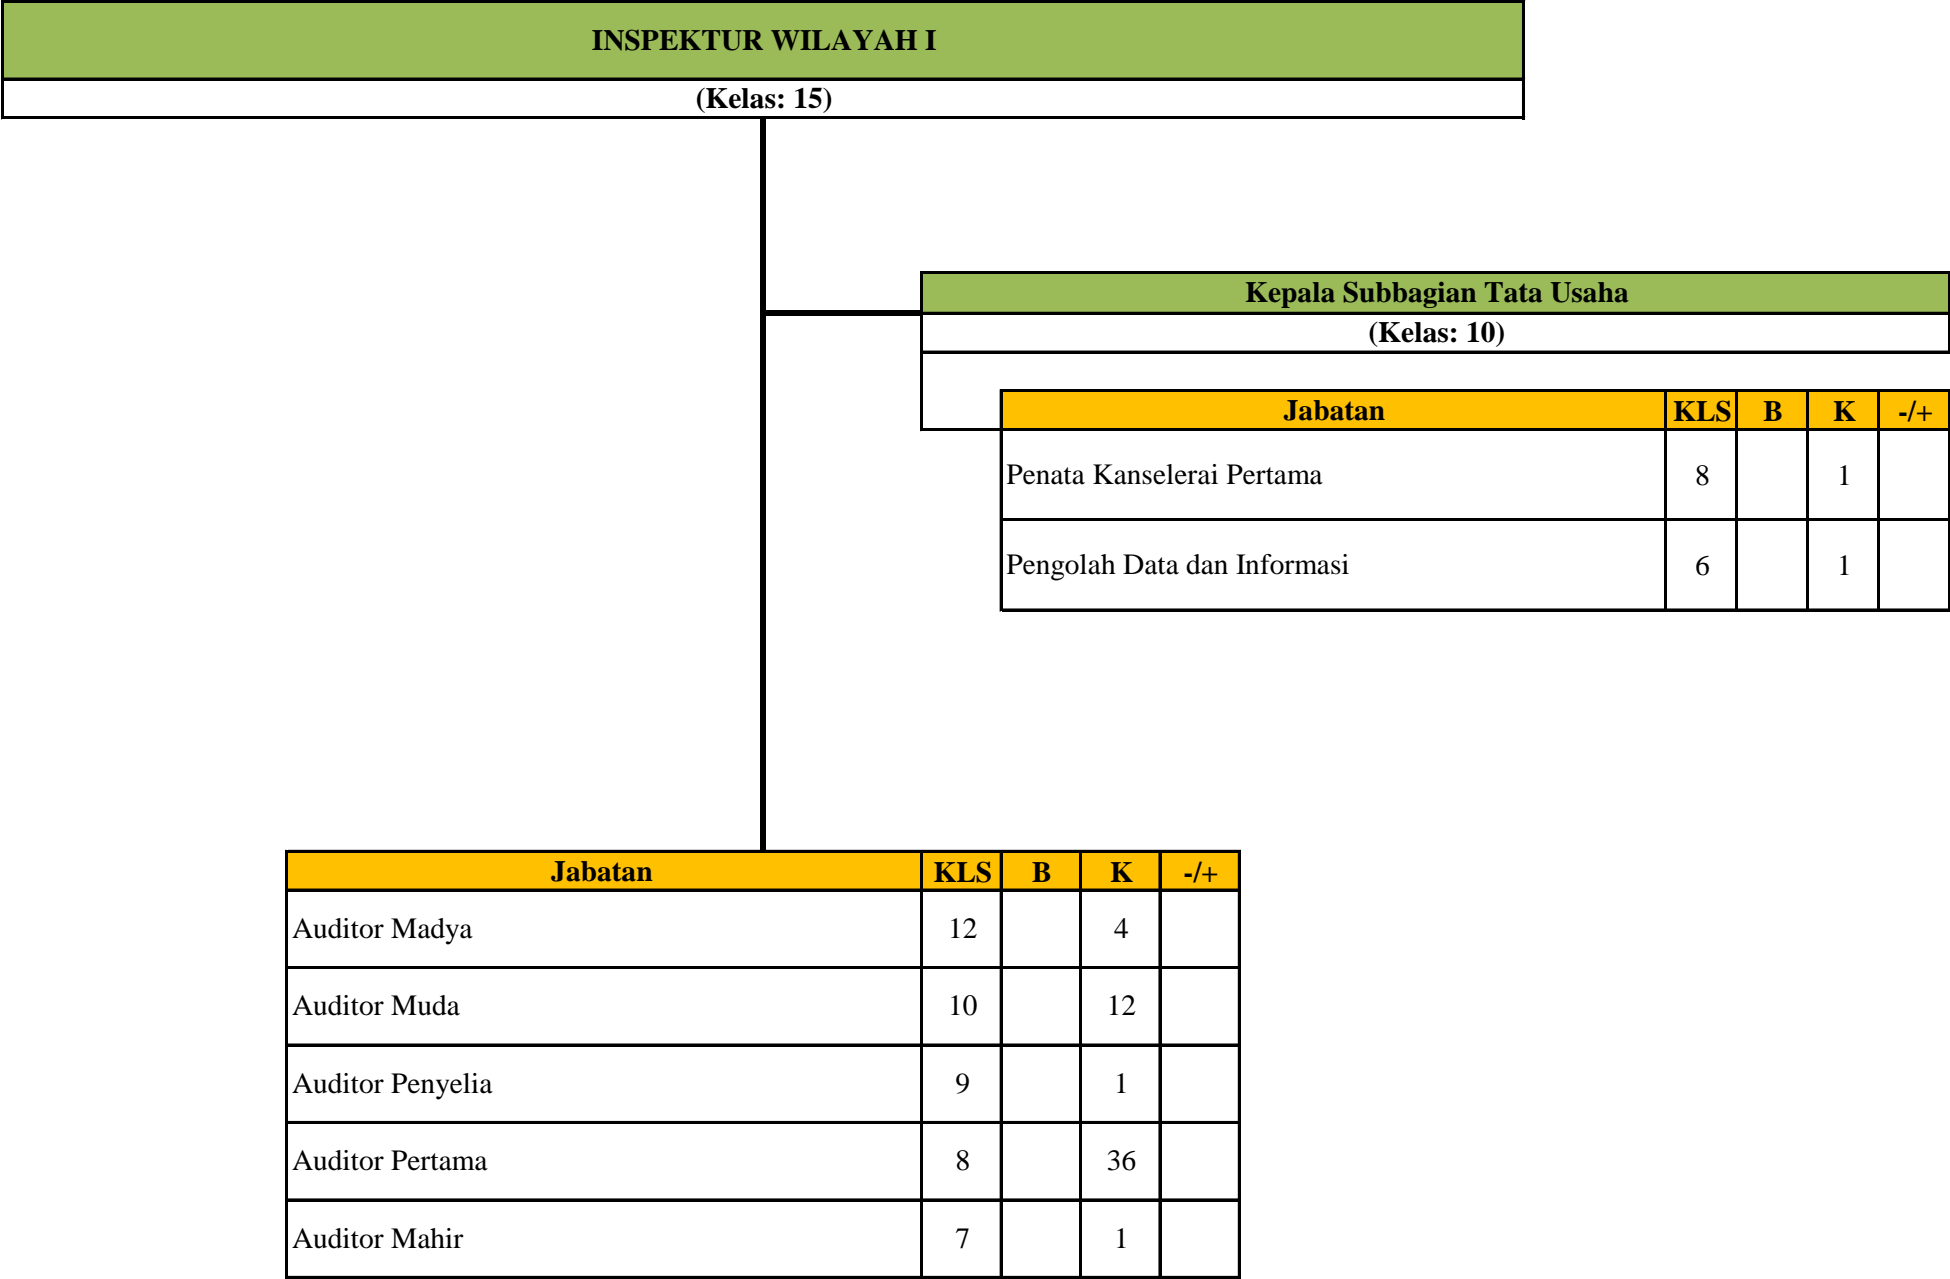 INSPEKTUR WILAYAH I
(Kelas: 15)
Kepala Subbagian Tata Usaha
(Kelas: 10)
Jabatan KLS B K -/+
Penata Kanselerai Pertama 8 1
Pengolah Data dan Informasi 6 1
Jabatan KLS B K -/+
Auditor Madya 12 4
Auditor Muda 10 12
Auditor Penyelia 9 1
Auditor Pertama 8 36
Auditor Mahir 7 1